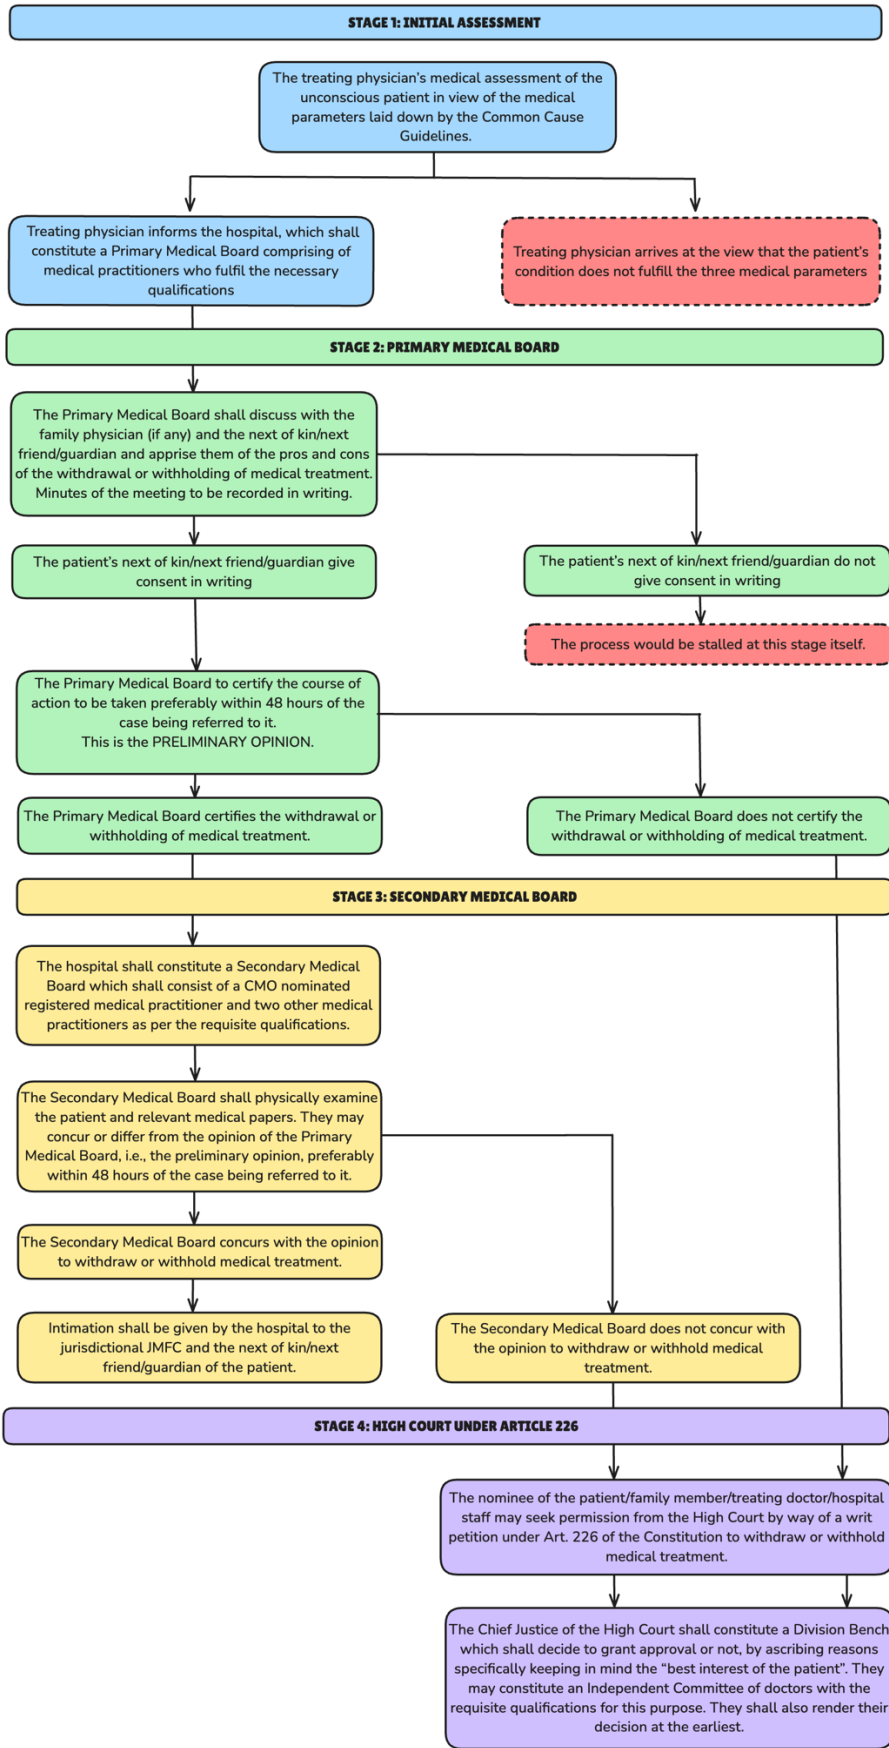 STAGE 1: INITIAL ASSESSMENT
The treating physician's medical assessment of the
unconscious patient in view of the medical
parameters laid down by the Common Cause
Guidelines.
Treating physician informs the hospital, which shall
constitute a Primary Medical Board comprising of
medical practitioners who fulfil the necessary
qualifications
Treating physician arrives at the view that the patient's
condition does not fulfill the three medical parameters
STAGE 2: PRIMARY MEDICAL BOARD
The Primary Medical Board shall discuss with the
family physician (if any) and the next of kin/next
friend/guardian and apprise them of the pros and cons
of the withdrawal or withholding of medical treatment.
Minutes of the meeting to be recorded in writing.
The patient's next of kin/next friend/guardian give
consent in writing
The patient's next of kin/next friend/guardian do not
give consent in writing
The process would be stalled at this stage itself.
The Primary Medical Board to certify the course of
action to be taken preferably within 48 hours of the
case being referred to it.
This is the PRELIMINARY OPINION.
The Primary Medical Board certifies the withdrawal or
withholding of medical treatment.
The Primary Medical Board does not certify the
withdrawal or withholding of medical treatment.
STAGE 3: SECONDARY MEDICAL BOARD
The hospital shall constitute a Secondary Medical
Board which shall consist of a CMO nominated
registered medical practitioner and two other medical
practitioners as per the requisite qualifications.
The Secondary Medical Board shall physically examine
the patient and relevant medical papers. They may
concur or differ from the opinion of the Primary
Medical Board, i.e., the preliminary opinion, preferably
within 48 hours of the case being referred to it.
The Secondary Medical Board concurs with the opinion
to withdraw or withhold medical treatment.
Intimation shall be given by the hospital to the
jurisdictional JMFC and the next of kin/next
friend/guardian of the patient.
The Secondary Medical Board does not concur with
the opinion to withdraw or withhold medical
treatment.
STAGE 4: HIGH COURT UNDER ARTICLE 226
The nominee of the patient/family member/treating doctor/hospital
staff may seek permission from the High Court by way of a writ
petition under Art. 226 of the Constitution to withdraw or withhold
medical treatment.
The Chief Justice of the High Court shall constitute a Division Bench
which shall decide to grant approval or not, by ascribing reasons
specifically keeping in mind the "best interest of the patient". They
may constitute an Independent Committee of doctors with the
requisite qualifications for this purpose. They shall also render their
decision at the earliest.